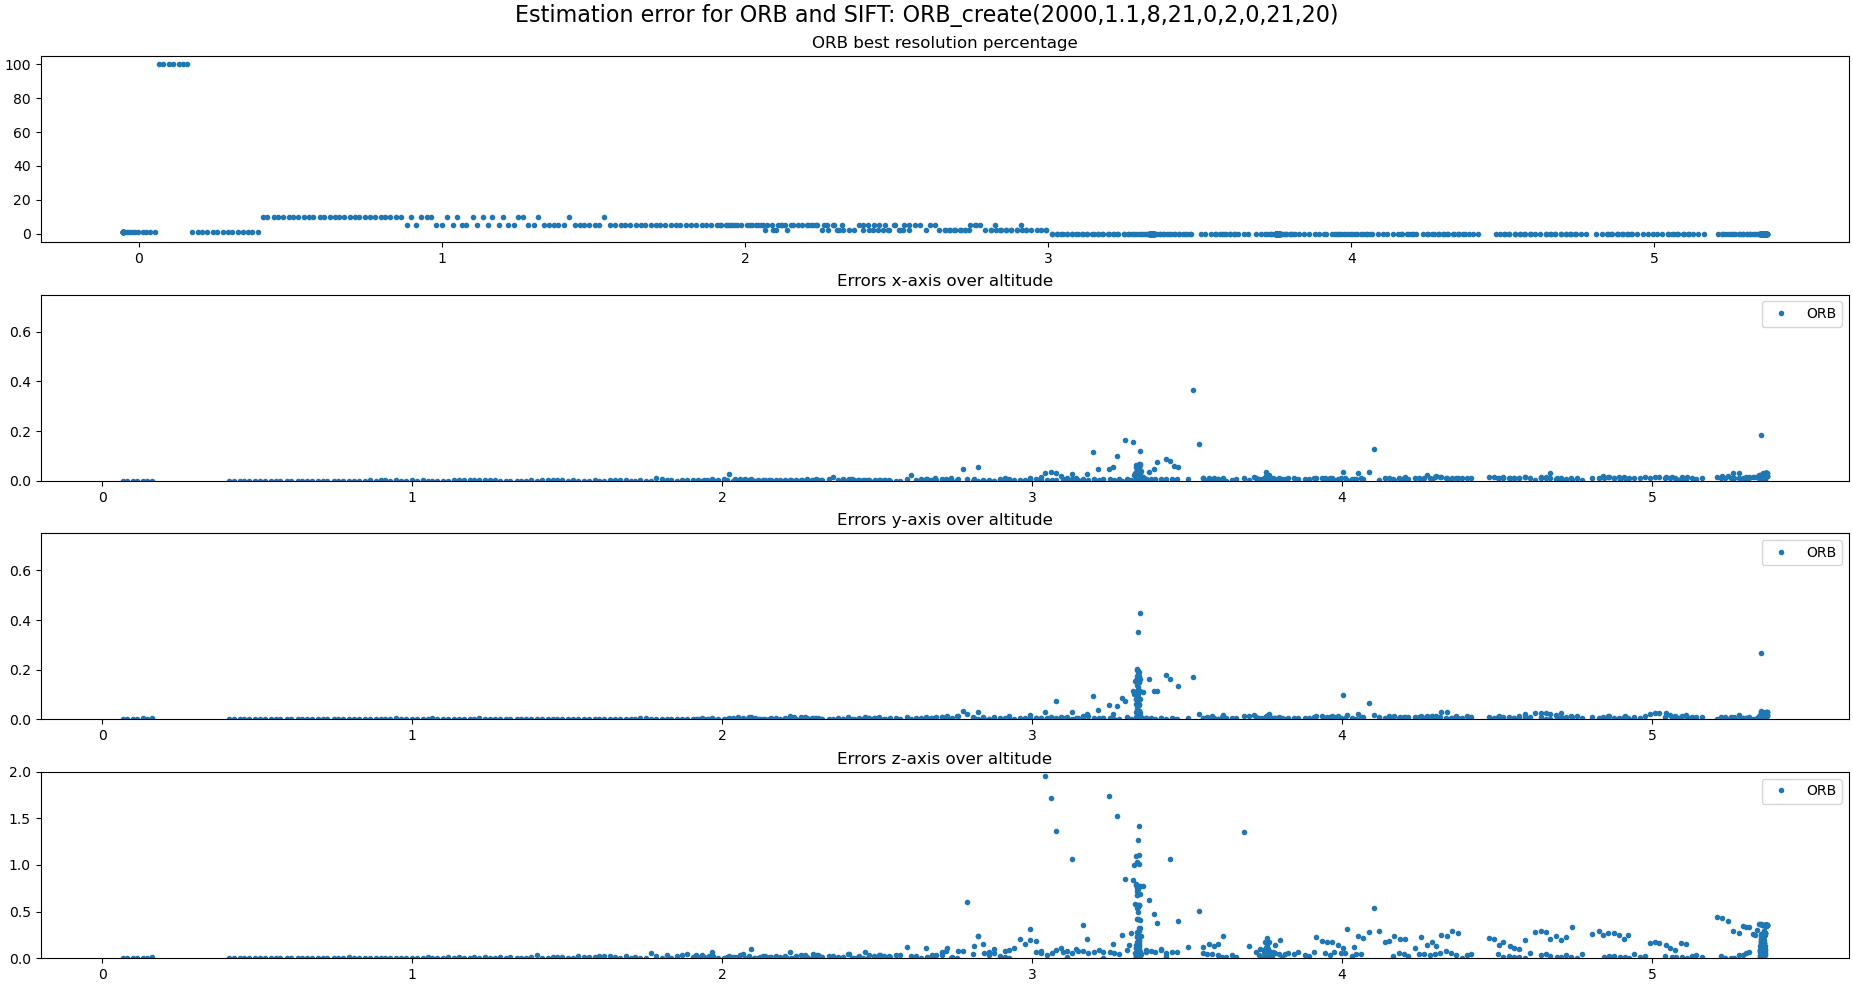 Estimation error for ORB and SIFT: ORB_create(2000,1.1,8,21,0,2,0,21,20)
ORB best resolution percentage
100
80
60
40
20
0
0 1 2 3 4 5
Errors x-axis over altitude
ORB
0.6
0.4
0.2
0.0
0 1 2 3 4 5
Errors y-axis over altitude
ORB
0.6
0.4
0.2
0.0
0 1 2 3 4 5
Errors z-axis over altitude
2.0
ORB
1.5
1.0
0.5
0.0
0 1 2 3 4 5